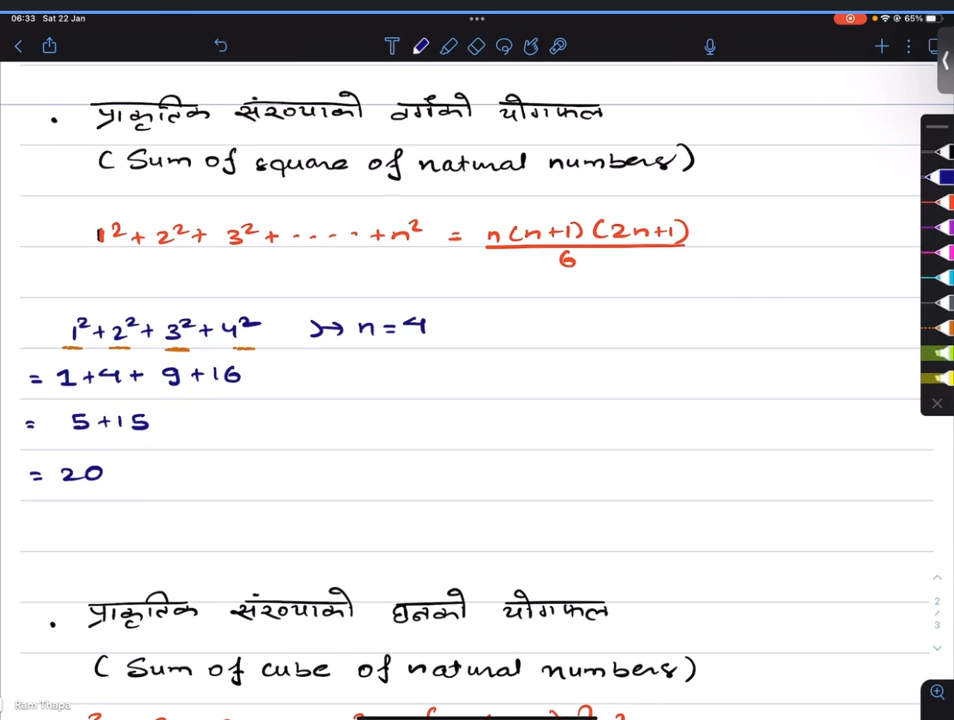 06:33 Sat 22 Jan
65%
. प्राकृतिक संख्याको वर्गको योगफल
( Sum of square of natural numbers )
1² + 2² + 3² + ..... + n² = n(n+1)(2n+1)
6
1² + 2² + 3² + 4² ↣ n = 4
= 1 + 4 + 9 + 16
= 5 + 15
= 20
. प्राकृतिक संख्याको घनको योगफल
( Sum of cube of natural numbers )
2
/
3
Ram Thapa